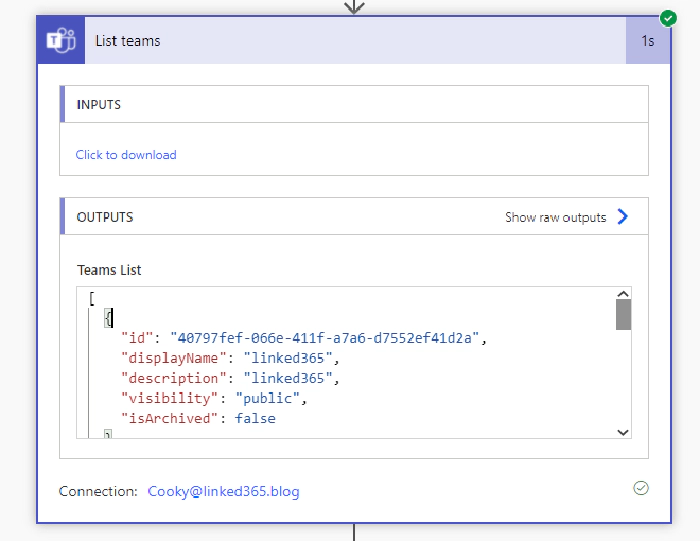 List teams 1s
INPUTS
Click to download
OUTPUTS Show raw outputs
Teams List
[
{
"id": "40797fef-066e-411f-a7a6-d7552ef41d2a",
"displayName": "linked365",
"description": "linked365",
"visibility": "public",
"isArchived": false
}
Connection: Cooky@linked365.blog